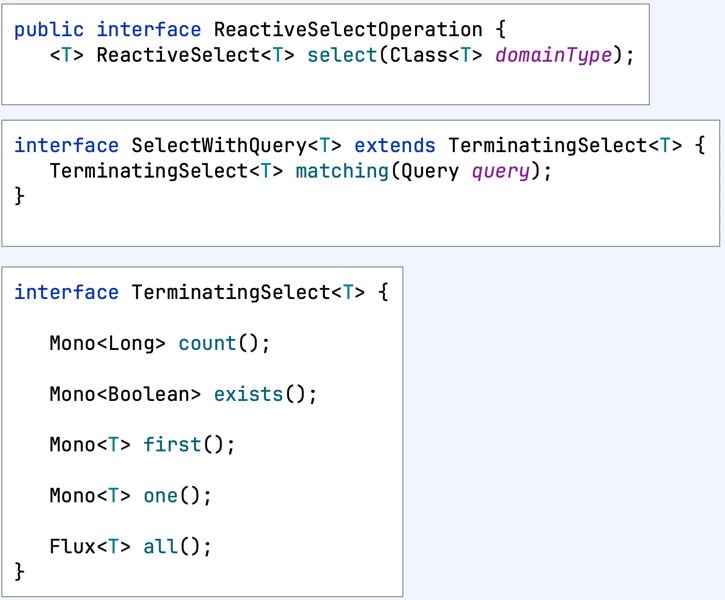 public interface ReactiveSelectOperation {
<T> ReactiveSelect<T> select(Class<T> domainType);
interface SelectWithQuery<T> extends TerminatingSelect<T> {
TerminatingSelect<T> matching(Query query);
}
interface TerminatingSelect<T> {
Mono<Long> count();
Mono<Boolean> exists();
Mono<T> first();
Mono<T> one();
Flux<T> all();
}